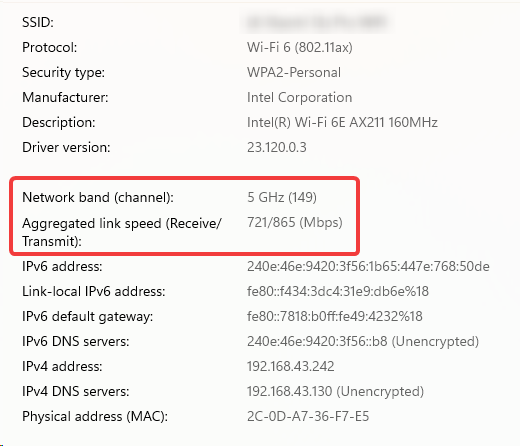 SSID:
Protocol: Wi-Fi 6 (802.11ax)
Security type: WPA2-Personal
Manufacturer: Intel Corporation
Description: Intel(R) Wi-Fi 6E AX211 160MHz
Driver version: 23.120.0.3
Network band (channel): 5 GHz (149)
Aggregated link speed (Receive/ 721/865 (Mbps)
Transmit):
IPv6 address: 240e:46e:9420:3f56:1b65:447e:768:50de
Link-local IPv6 address: fe80::f434:3dc4:31e9:db6e%18
IPv6 default gateway: fe80::7818:b0ff:fe49:4232%18
IPv6 DNS servers: 240e:46e:9420:3f56::b8 (Unencrypted)
IPv4 address: 192.168.43.242
IPv4 DNS servers: 192.168.43.130 (Unencrypted)
Physical address (MAC): 2C-0D-A7-36-F7-E5